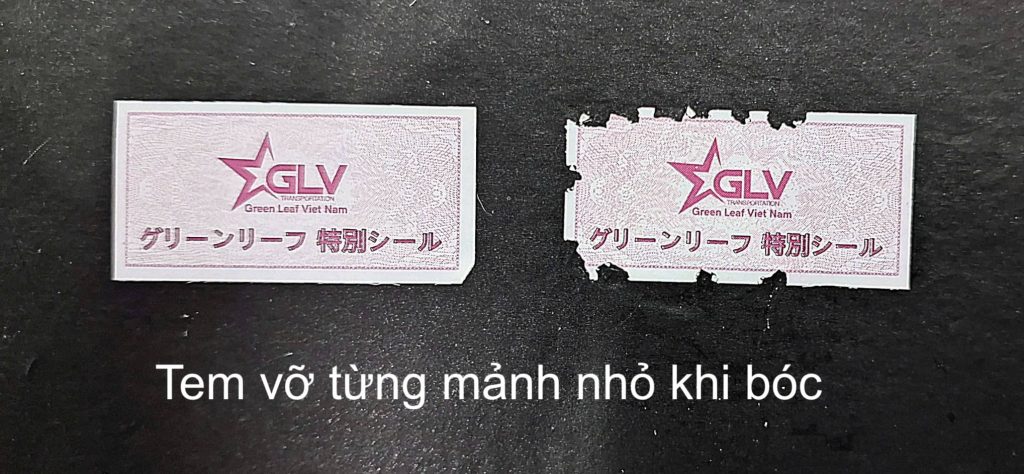 GLV
TRANSPORTATION
Green Leaf Viet Nam
グリーンリーフ 特別シール
GLV
TRANSPORTATION
Green Leaf Viet Nam
グリーンリーフ 特別シール
Tem vỡ từng mảnh nhỏ khi bóc